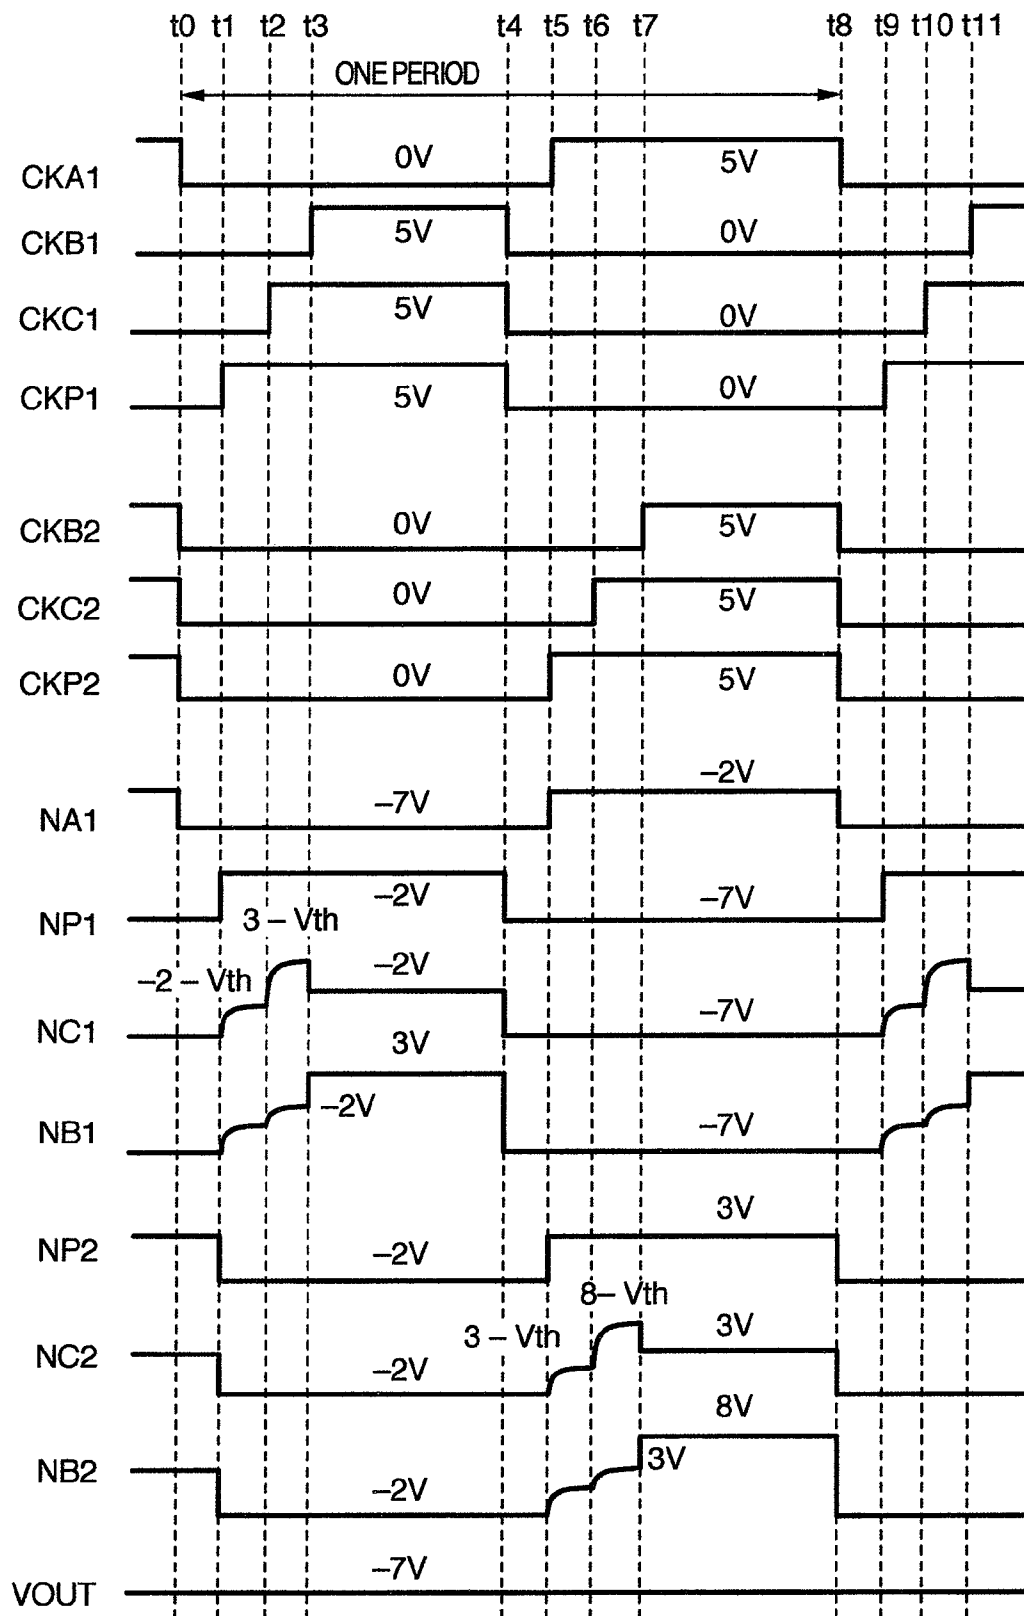 t0 t1 t2 t3 t4 t5 t6 t7 t8 t9 t10 t11
ONE PERIOD
CKA1 0V 5V
CKB1 5V 0V
CKC1 5V 0V
CKP1 5V 0V
CKB2 0V 5V
CKC2 0V 5V
CKP2 0V 5V
–2V
NA1 –7V
NP1 –2V –7V
3 – Vth
–2 – Vth –2V
NC1 –7V
3V
NB1 –2V –7V
3V
NP2 –2V
8– Vth
3 – Vth 3V
NC2 –2V
8V
NB2 –2V 3V
–7V
VOUT